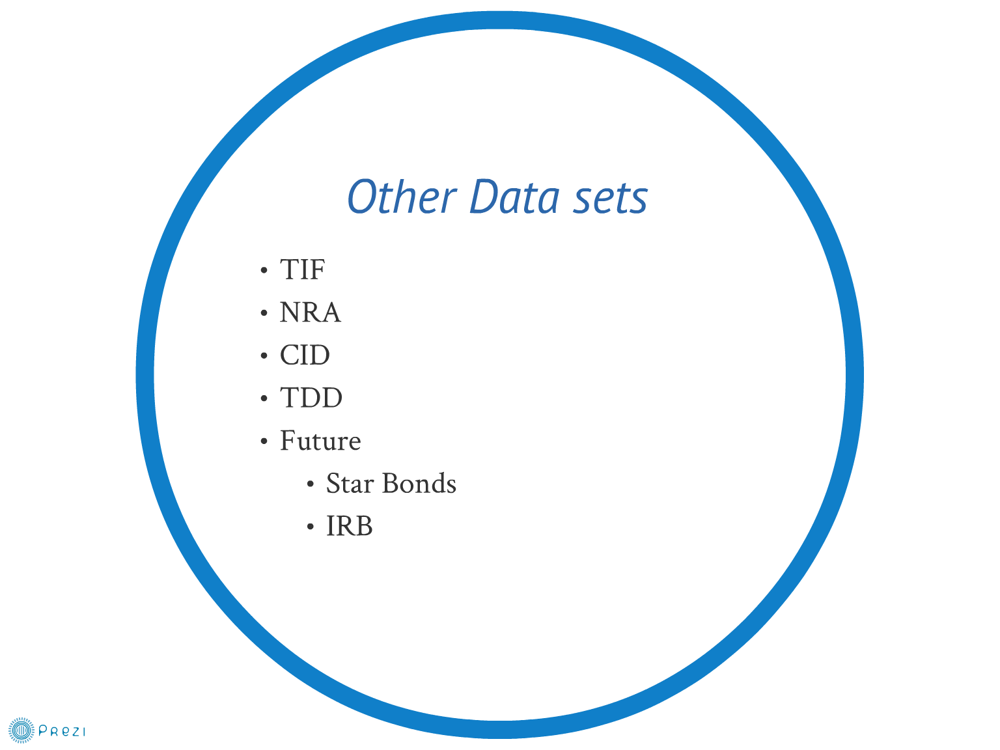 Other Data sets
• TIF
• NRA
• CID
• TDD
• Future
• Star Bonds
• IRB
Prezi